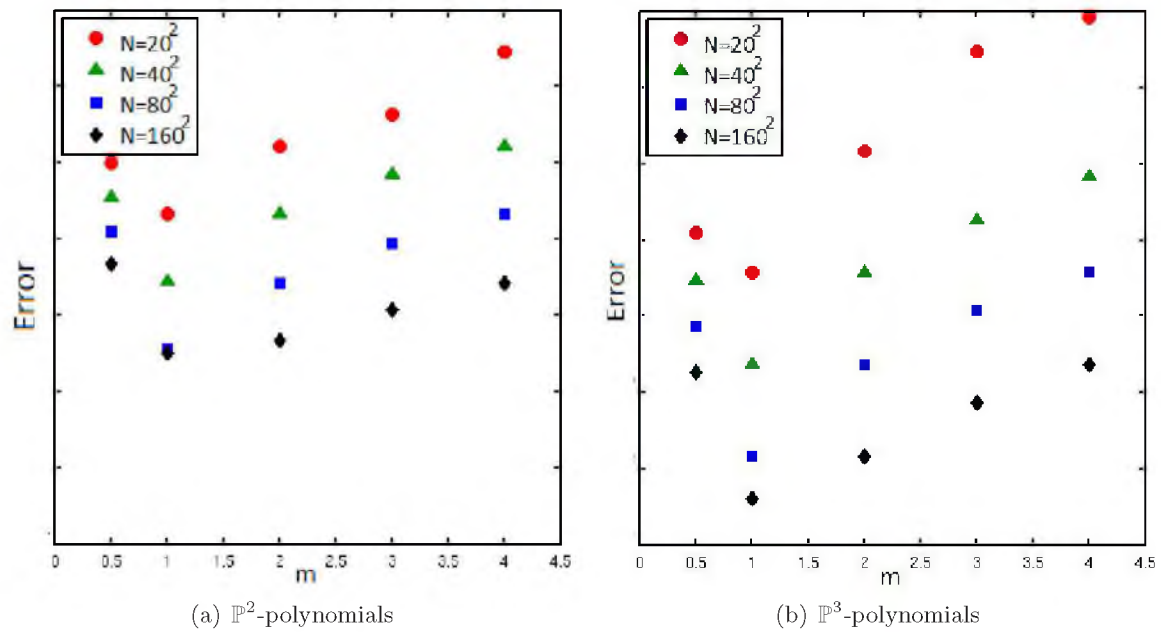 N=20²
N=40²
N=80²
N=160²
Error
0 0.5 1 1.5 2 2.5 3 3.5 4 4.5
m
(a) ℙ²-polynomials
N=20²
N=40²
N=80²
N=160²
Error
0 0.5 1 1.5 2 2.5 3 3.5 4 4.5
m
(b) ℙ³-polynomials